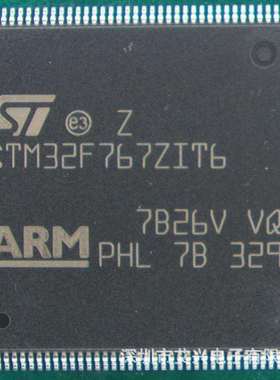 ST e3 Z
STM32F767ZIT6
7B26V VQ
ARM PHL 7B 329